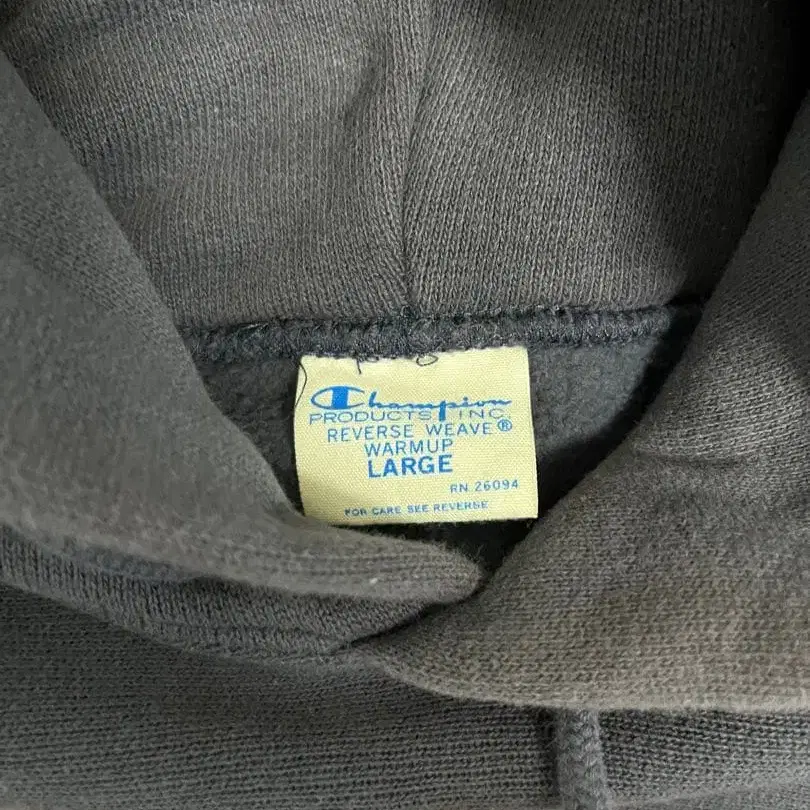 Champion
PRODUCTS INC.
REVERSE WEAVE®
WARMUP
LARGE
RN 26094
FOR CARE SEE REVERSE